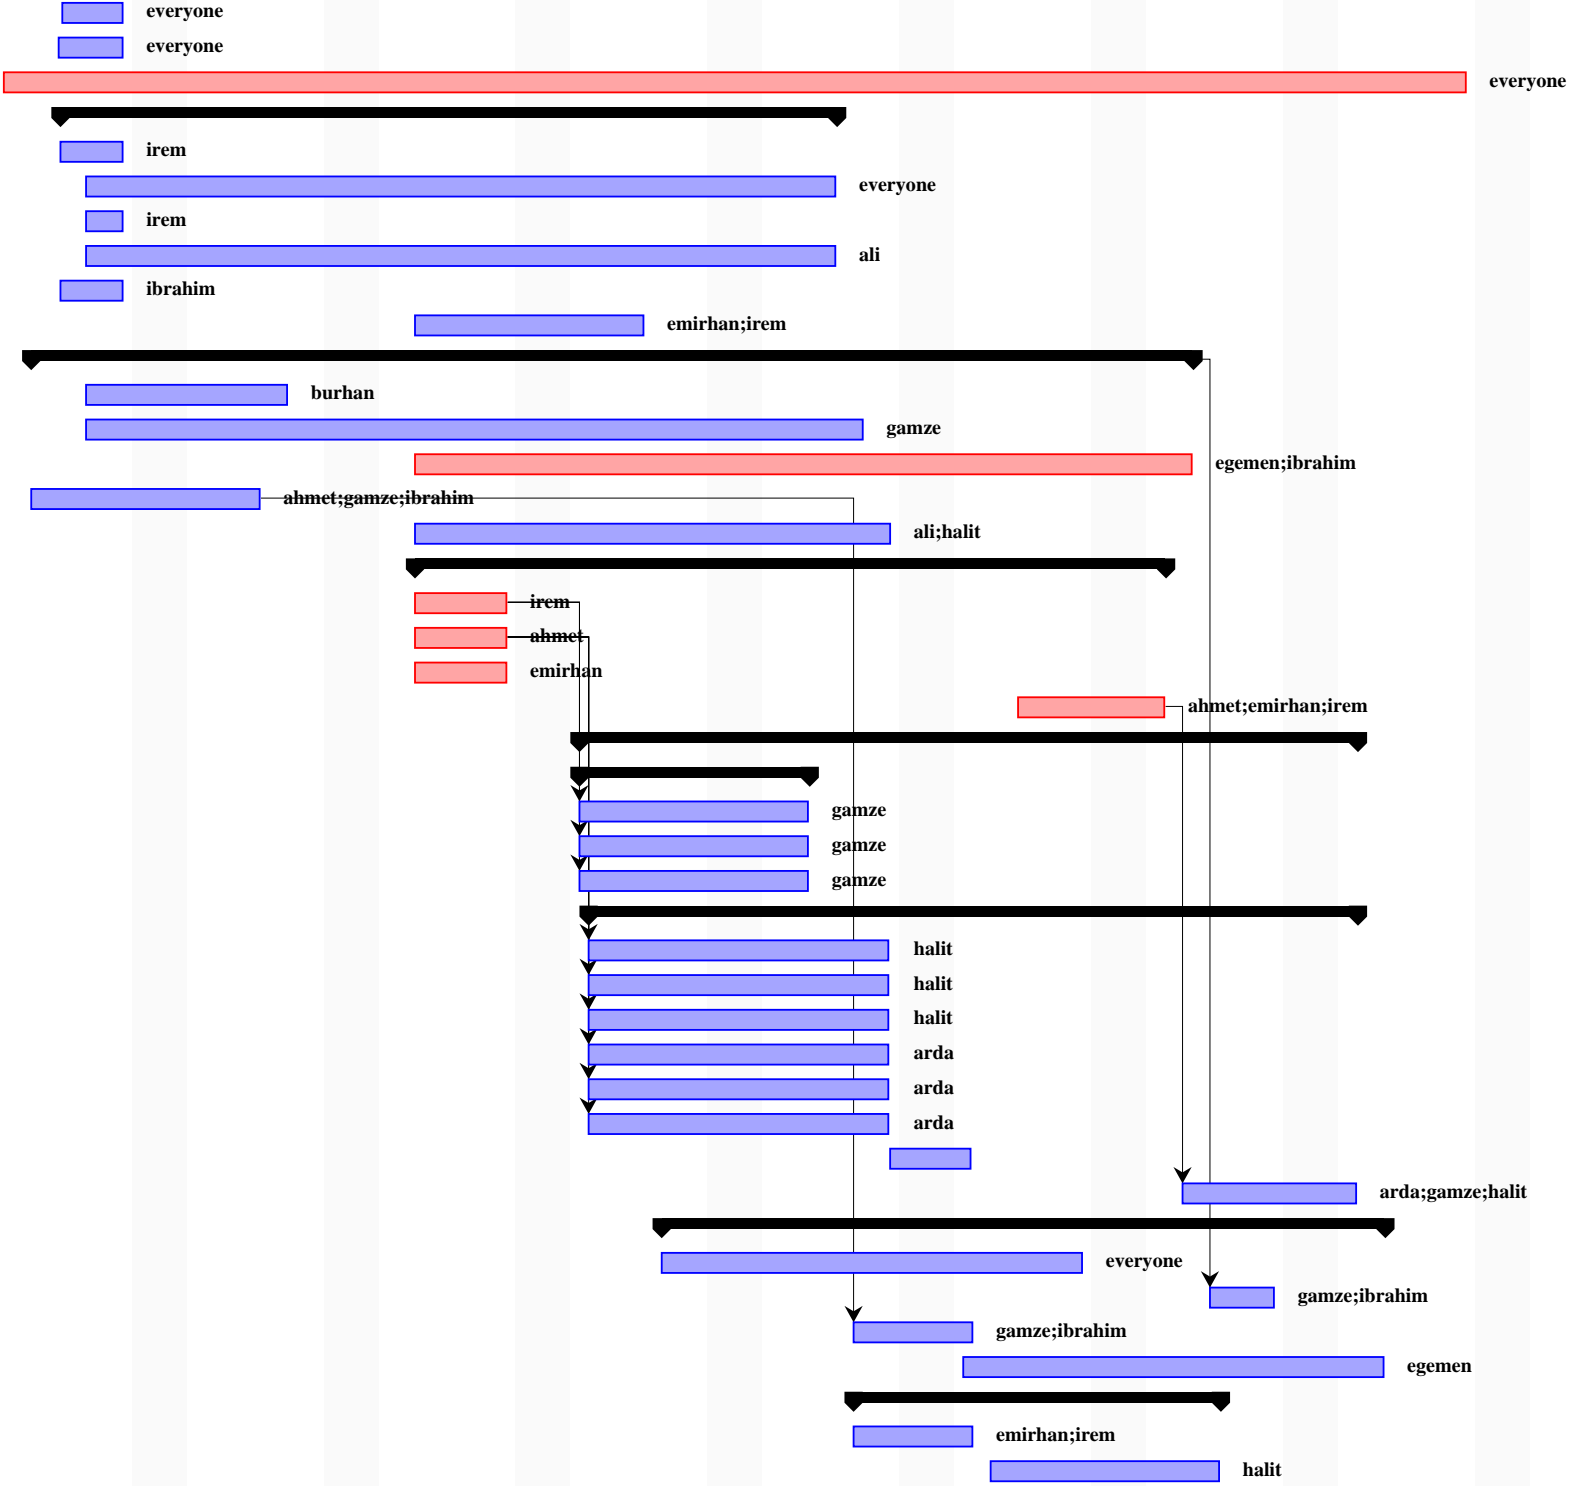 everyone
everyone
everyone
irem
everyone
irem
ali
ibrahim
emirhan;irem
burhan
gamze
egemen;ibrahim
ahmet;gamze;ibrahim
ali;halit
irem
ahmet
emirhan
ahmet;emirhan;irem
gamze
gamze
gamze
halit
halit
halit
arda
arda
arda
arda;gamze;halit
everyone
gamze;ibrahim
gamze;ibrahim
egemen
emirhan;irem
halit